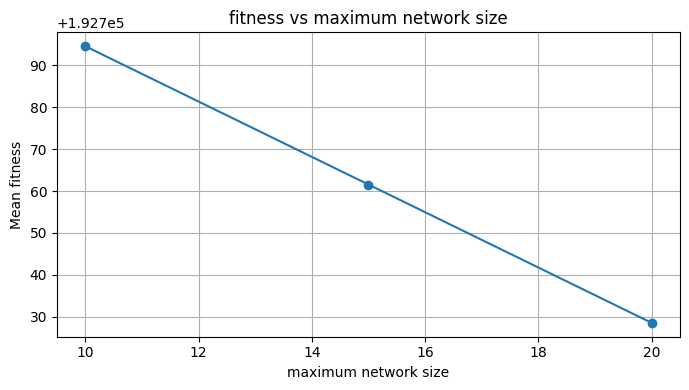 fitness vs maximum network size
+1.927e5
90
80
70
60
50
40
30
Mean fitness
10 12 14 16 18 20
maximum network size